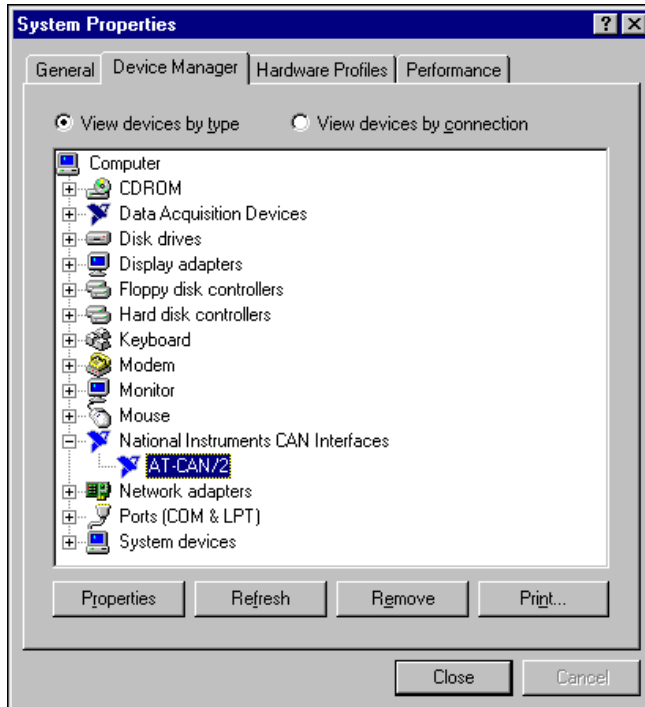 System Properties
General Device Manager Hardware Profiles Performance
View devices by type View devices by connection
Computer
CDROM
Data Acquisition Devices
Disk drives
Display adapters
Floppy disk controllers
Hard disk controllers
Keyboard
Modem
Monitor
Mouse
National Instruments CAN Interfaces
AT-CAN/2
Network adapters
Ports (COM & LPT)
System devices
Properties Refresh Remove Print...
Close Cancel